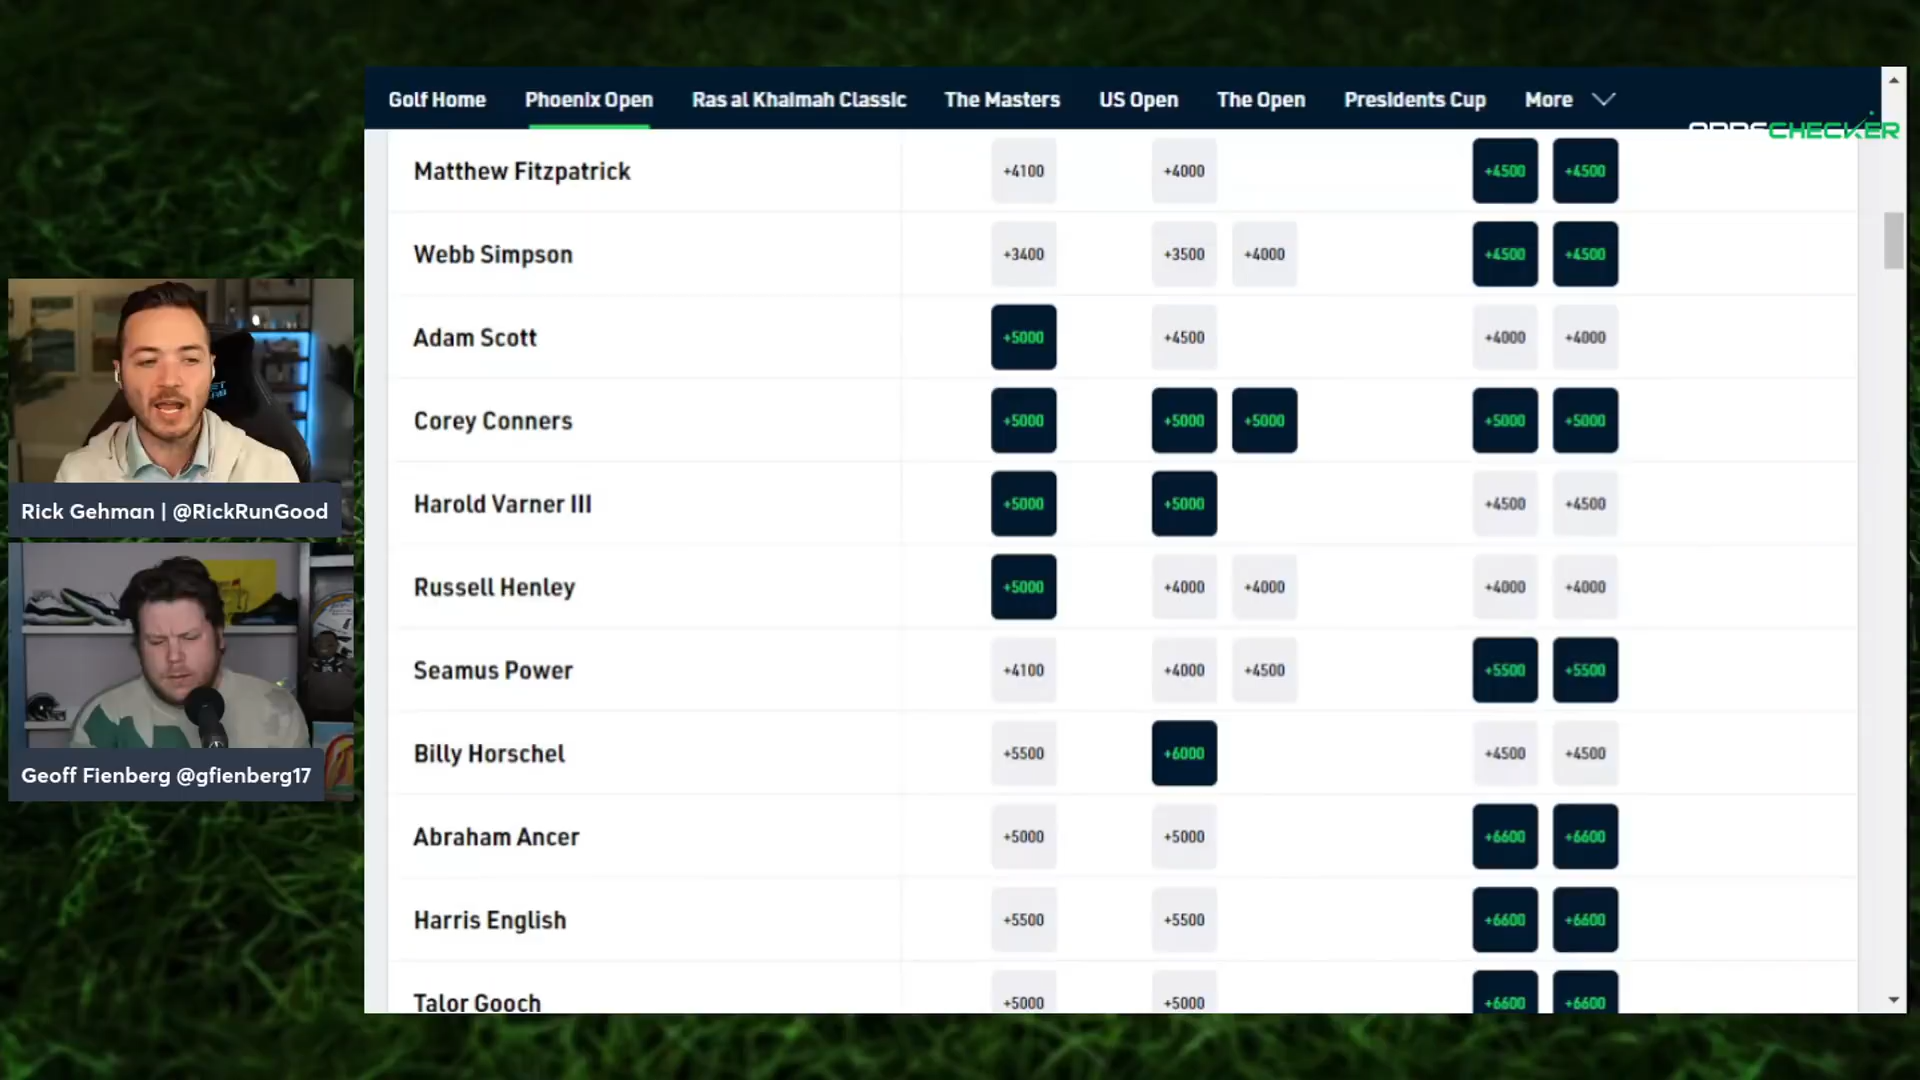 Golf Home Phoenix Open Ras al Khaimah Classic The Masters US Open The Open Presidents Cup More
ODDSCHECKER
Matthew Fitzpatrick +4100 +4000 +4500 +4500
Webb Simpson +3400 +3500 +4000 +4500 +4500
Adam Scott +5000 +4500 +4000 +4000
Corey Conners +5000 +5000 +5000 +5000 +5000
Harold Varner III +5000 +5000 +4500 +4500
Russell Henley +5000 +4000 +4000 +4000 +4000
Seamus Power +4100 +4000 +4500 +5500 +5500
Billy Horschel +5500 +6000 +4500 +4500
Abraham Ancer +5000 +5000 +6600 +6600
Harris English +5500 +5500 +6600 +6600
Talor Gooch +5000 +5000 +6600 +6600
Rick Gehman | @RickRunGood
Geoff Fienberg @gfienberg17